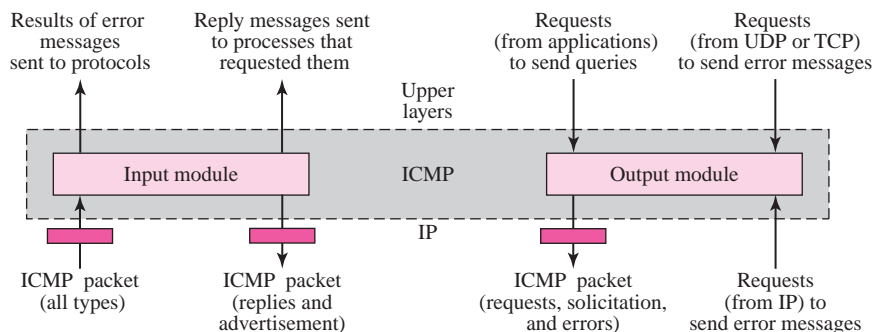 Results of error
messages
sent to protocols
Reply messages sent
to processes that
requested them
Requests
(from applications)
to send queries
Requests
(from UDP or TCP)
to send error messages
Upper
layers
Input module
ICMP
Output module
IP
ICMP packet
(all types)
ICMP packet
(replies and
advertisement)
ICMP packet
(requests, solicitation,
and errors)
Requests
(from IP) to
send error messages